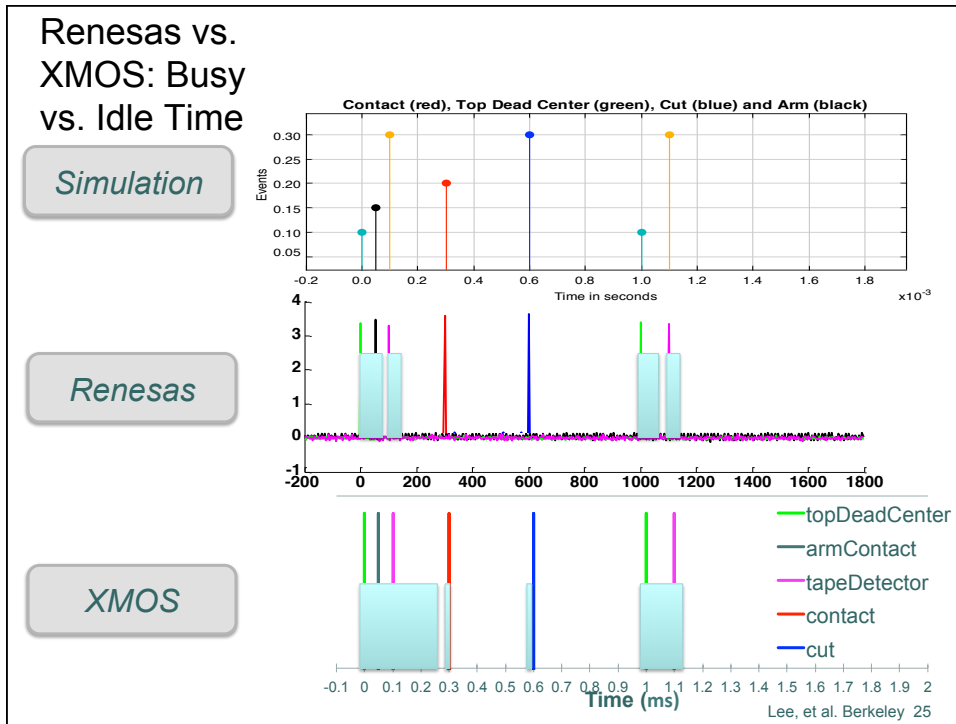 Renesas vs.
XMOS: Busy
vs. Idle Time
Simulation
Contact (red), Top Dead Center (green), Cut (blue) and Arm (black)
Events
0.30
0.25
0.20
0.15
0.10
0.05
-0.2 0.0 0.2 0.4 0.6 0.8 1.0 1.2 1.4 1.6 1.8
Time in seconds
x10-3
Renesas
4
3
2
1
0
-1
-200 0 200 400 600 800 1000 1200 1400 1600 1800
XMOS
topDeadCenter
armContact
tapeDetector
contact
cut
-0.1 0 0.1 0.2 0.3 0.4 0.5 0.6 0.7 0.8 0.9 1 1.1 1.2 1.3 1.4 1.5 1.6 1.7 1.8 1.9 2
Time (ms)
Lee, et al. Berkeley 25